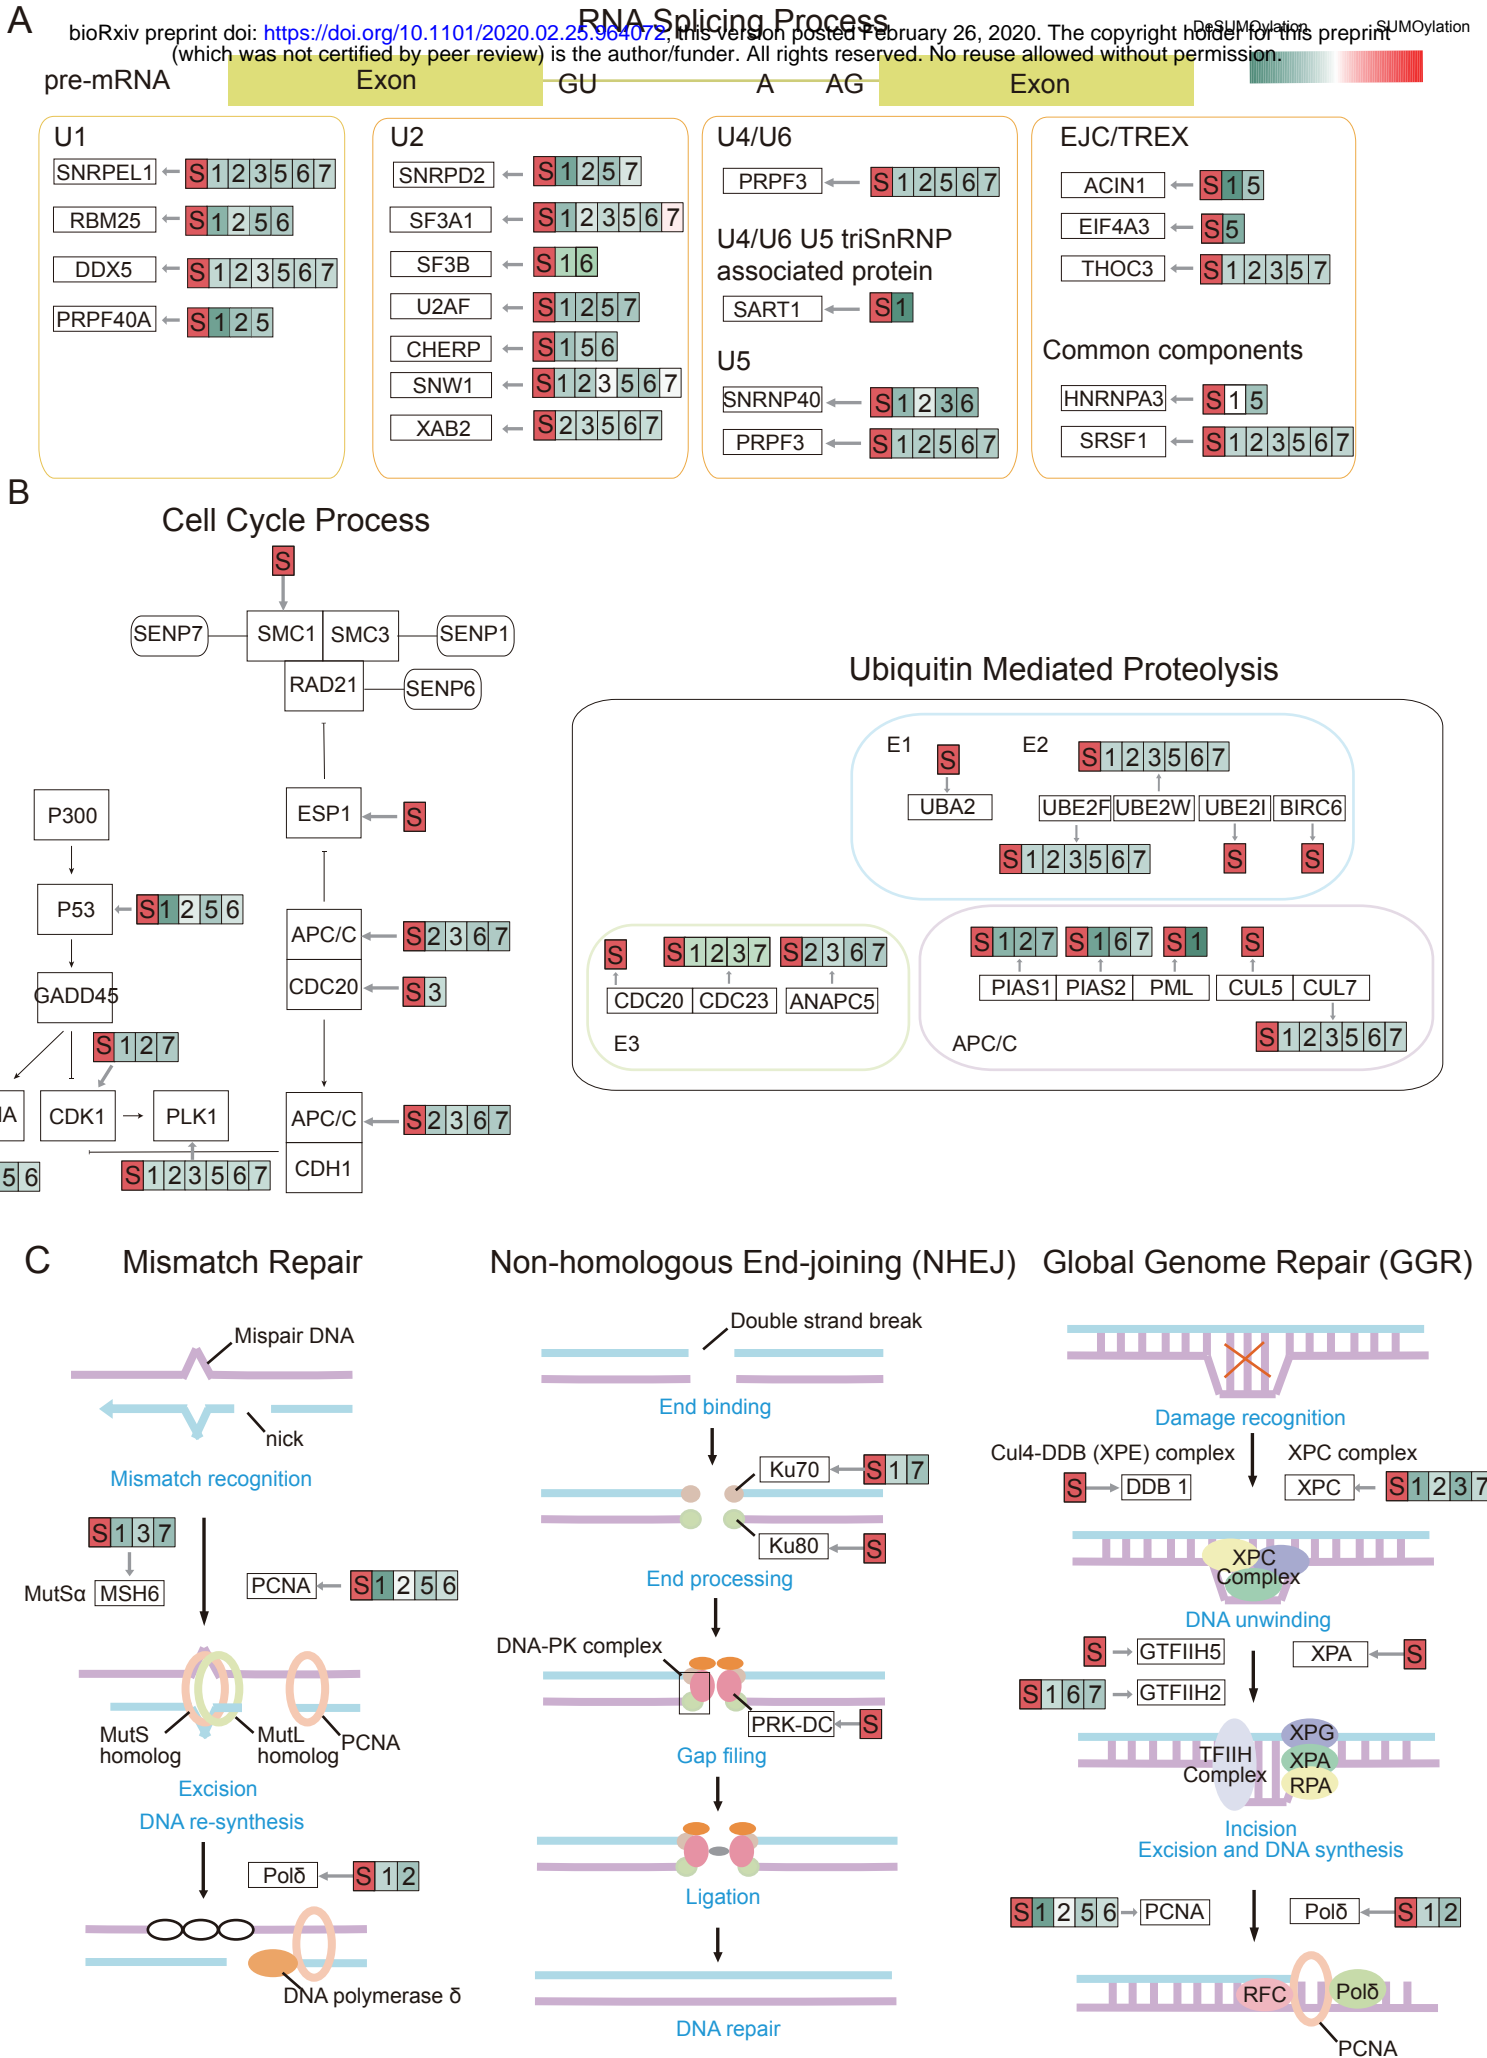 A
RNA Splicing Process
bioRxiv preprint doi: https://doi.org/10.1101/2020.02.25.964072; this version posted February 26, 2020. The copyright holder for this preprint
(which was not certified by peer review) is the author/funder. All rights reserved. No reuse allowed without permission.
DeSUMOylation SUMOylation
pre-mRNA Exon GU A AG Exon
U1
SNRPEL1 S 1 2 3 5 6 7
RBM25 S 1 2 5 6
DDX5 S 1 2 3 5 6 7
PRPF40A S 1 2 5
U2
SNRPD2 S 1 2 5 7
SF3A1 S 1 2 3 5 6 7
SF3B S 1 6
U2AF S 1 2 5 7
CHERP S 1 5 6
SNW1 S 1 2 3 5 6 7
XAB2 S 2 3 5 6 7
U4/U6
PRPF3 S 1 2 5 6 7
U4/U6 U5 triSnRNP
associated protein
SART1 S 1
U5
SNRNP40 S 1 2 3 6
PRPF3 S 1 2 5 6 7
EJC/TREX
ACIN1 S 1 5
EIF4A3 S 5
THOC3 S 1 2 3 5 7
Common components
HNRNPA3 S 1 5
SRSF1 S 1 2 3 5 6 7
B
Cell Cycle Process
S
SENP7 SMC1 SMC3 SENP1
RAD21 SENP6
ESP1 S
P300
P53 S 1 2 5 6
APC/C S 2 3 6 7
CDC20 S 3
GADD45
S 1 2 7
IA CDK1 PLK1
APC/C S 2 3 6 7
CDH1
5 6 S 1 2 3 5 6 7
Ubiquitin Mediated Proteolysis
E1 S E2 S 1 2 3 5 6 7
UBA2 UBE2F UBE2W UBE2I BIRC6
S 1 2 3 5 6 7 S S
S S 1 2 3 7 S 2 3 6 7
CDC20 CDC23 ANAPC5
E3
S 1 2 7 S 1 6 7 S 1 S
PIAS1 PIAS2 PML CUL5 CUL7
S 1 2 3 5 6 7
APC/C
C
Mismatch Repair
Mispair DNA
nick
Mismatch recognition
S 1 3 7
MutSα MSH6 PCNA S 1 2 5 6
MutS
homolog
MutL
homolog
PCNA
Excision
DNA re-synthesis
Polδ S 1 2
DNA polymerase δ
Non-homologous End-joining (NHEJ)
Double strand break
End binding
Ku70 S 1 7
Ku80 S
End processing
DNA-PK complex
PRK-DC S
Gap filing
Ligation
DNA repair
Global Genome Repair (GGR)
Damage recognition
Cul4-DDB (XPE) complex XPC complex
S DDB 1 XPC S 1 2 3 7
XPC
Complex
DNA unwinding
S GTFIIH5 XPA S
S 1 6 7 GTFIIH2
TFIIH
Complex
XPG
XPA
RPA
Incision
Excision and DNA synthesis
S 1 2 5 6 PCNA Polδ S 1 2
RFC Polδ
PCNA